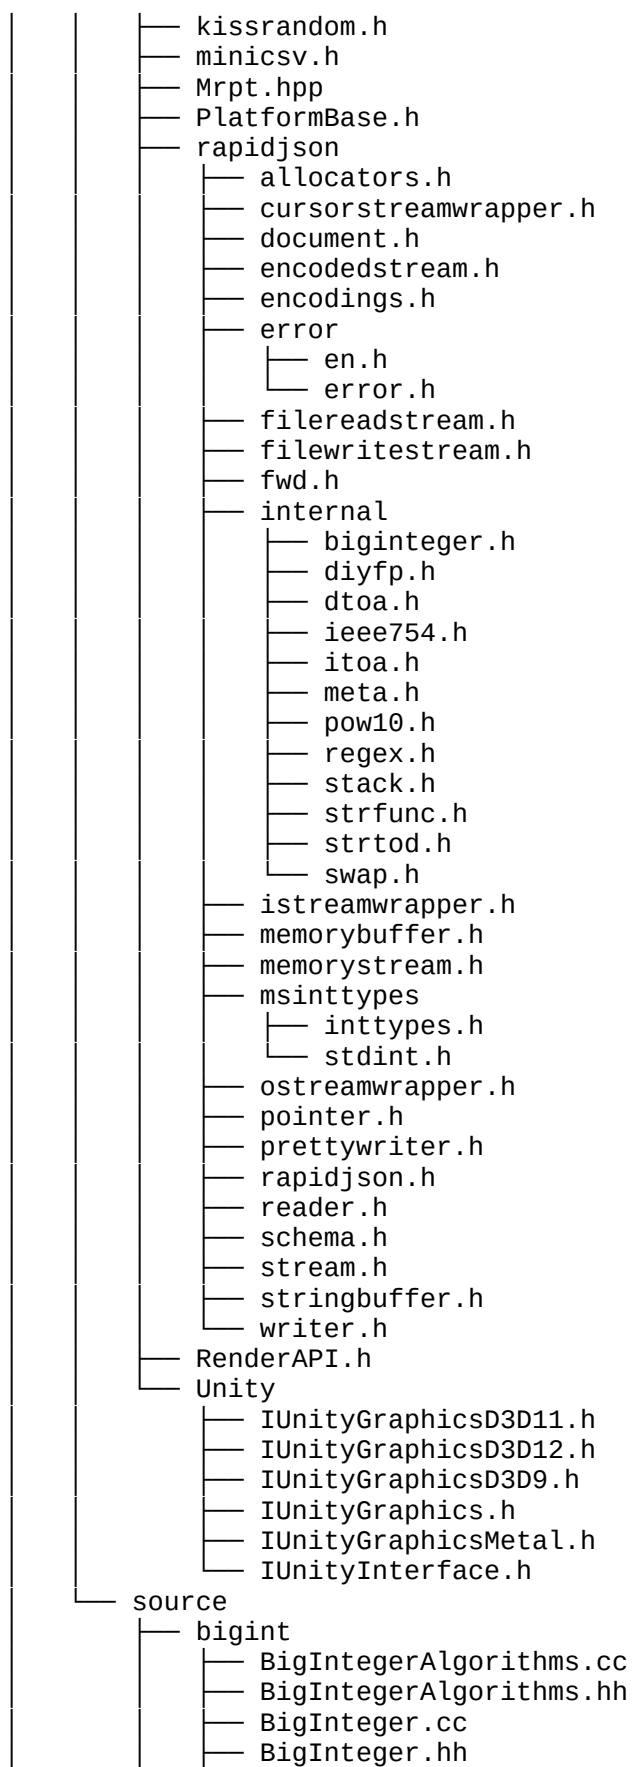 │   │   │   ├── kissrandom.h
│   │   │   ├── minicsv.h
│   │   │   ├── Mrpt.hpp
│   │   │   ├── PlatformBase.h
│   │   │   ├── rapidjson
│   │   │   │   ├── allocators.h
│   │   │   │   ├── cursorstreamwrapper.h
│   │   │   │   ├── document.h
│   │   │   │   ├── encodedstream.h
│   │   │   │   ├── encodings.h
│   │   │   │   ├── error
│   │   │   │   │   ├── en.h
│   │   │   │   │   └── error.h
│   │   │   │   ├── filereadstream.h
│   │   │   │   ├── filewritestream.h
│   │   │   │   ├── fwd.h
│   │   │   │   ├── internal
│   │   │   │   │   ├── biginteger.h
│   │   │   │   │   ├── diyfp.h
│   │   │   │   │   ├── dtoa.h
│   │   │   │   │   ├── ieee754.h
│   │   │   │   │   ├── itoa.h
│   │   │   │   │   ├── meta.h
│   │   │   │   │   ├── pow10.h
│   │   │   │   │   ├── regex.h
│   │   │   │   │   ├── stack.h
│   │   │   │   │   ├── strfunc.h
│   │   │   │   │   ├── strtod.h
│   │   │   │   │   └── swap.h
│   │   │   │   ├── istreamwrapper.h
│   │   │   │   ├── memorybuffer.h
│   │   │   │   ├── memorystream.h
│   │   │   │   ├── msinttypes
│   │   │   │   │   ├── inttypes.h
│   │   │   │   │   └── stdint.h
│   │   │   │   ├── ostreamwrapper.h
│   │   │   │   ├── pointer.h
│   │   │   │   ├── prettywriter.h
│   │   │   │   ├── rapidjson.h
│   │   │   │   ├── reader.h
│   │   │   │   ├── schema.h
│   │   │   │   ├── stream.h
│   │   │   │   ├── stringbuffer.h
│   │   │   │   └── writer.h
│   │   │   ├── RenderAPI.h
│   │   │   └── Unity
│   │   │       ├── IUnityGraphicsD3D11.h
│   │   │       ├── IUnityGraphicsD3D12.h
│   │   │       ├── IUnityGraphicsD3D9.h
│   │   │       ├── IUnityGraphics.h
│   │   │       ├── IUnityGraphicsMetal.h
│   │   │       └── IUnityInterface.h
│   │   └── source
│   │       ├── bigint
│   │       │   ├── BigIntegerAlgorithms.cc
│   │       │   ├── BigIntegerAlgorithms.hh
│   │       │   ├── BigInteger.cc
│   │       │   ├── BigInteger.hh